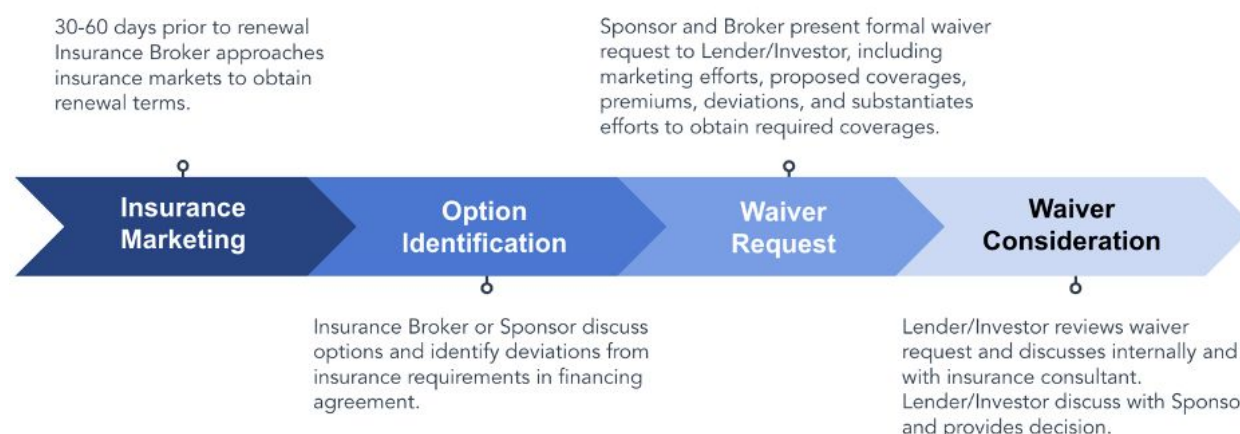 30-60 days prior to renewal
Insurance Broker approaches
insurance markets to obtain
renewal terms.
Sponsor and Broker present formal waiver
request to Lender/Investor, including
marketing efforts, proposed coverages,
premiums, deviations, and substantiates
efforts to obtain required coverages.
Insurance
Marketing
Option
Identification
Waiver
Request
Waiver
Consideration
Insurance Broker or Sponsor discuss
options and identify deviations from
insurance requirements in financing
agreement.
Lender/Investor reviews waiver
request and discusses internally and
with insurance consultant.
Lender/Investor discuss with Sponso
and provides decision.